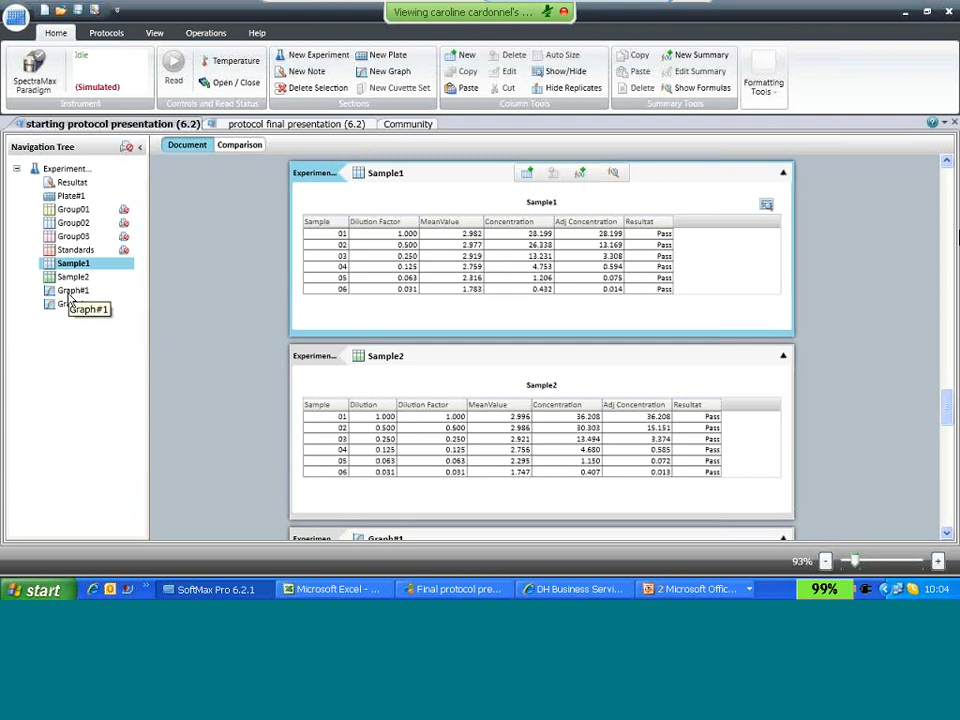 Viewing caroline cardonnel's ...
Home Protocols View Operations Help
SpectraMax Paradigm
Idle
(Simulated)
Instrument
Read
Temperature
Open / Close
Controls and Read Status
New Experiment New Plate
New Note New Graph
Delete Selection New Cuvette Set
Sections
New Delete Auto Size
Copy Edit Show/Hide
Paste Cut Hide Replicates
Column Tools
Copy New Summary
Paste Edit Summary
Delete Show Formulas
Summary Tools
Formatting Tools
starting protocol presentation (6.2) protocol final presentation (6.2) Community
Navigation Tree
Document Comparison
Experiment...
Resultat
Plate#1
Group01
Group02
Group03
Standards
Sample1
Sample2
Graph#1
Graph#1
Experimen... Sample1
Sample1
Sample Dilution Factor MeanValue Concentration Adj Concentration Resultat
01 1.000 2.982 28.199 28.199 Pass
02 0.500 2.977 26.338 13.169 Pass
03 0.250 2.919 13.231 3.308 Pass
04 0.125 2.759 4.753 0.594 Pass
05 0.063 2.316 1.206 0.075 Pass
06 0.031 1.783 0.432 0.014 Pass
Experimen... Sample2
Sample2
Sample Dilution Dilution Factor MeanValue Concentration Adj Concentration Resultat
01 1.000 1.000 2.996 36.208 36.208 Pass
02 0.500 0.500 2.986 30.303 15.151 Pass
03 0.250 0.250 2.921 13.494 3.374 Pass
04 0.125 0.125 2.756 4.680 0.585 Pass
05 0.063 0.063 2.295 1.150 0.072 Pass
06 0.031 0.031 1.747 0.407 0.013 Pass
Experimen... Graph#1
93%
start
SoftMax Pro 6.2.1 Microsoft Excel - ... Final protocol pre... DH Business Servi... 2 Microsoft Offic... 99% 10:04